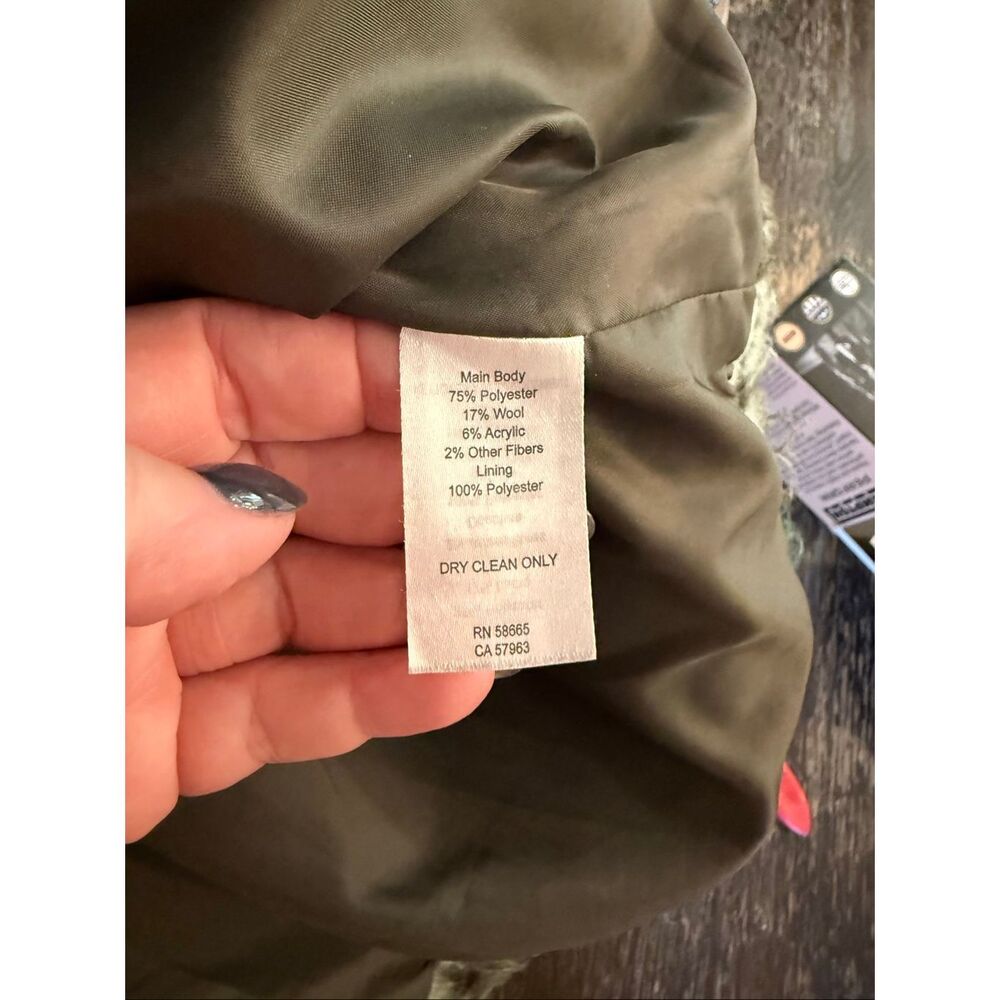 Main Body
75% Polyester
17% Wool
6% Acrylic
2% Other Fibers
Lining
100% Polyester
DRY CLEAN ONLY
RN 58665
CA 57963